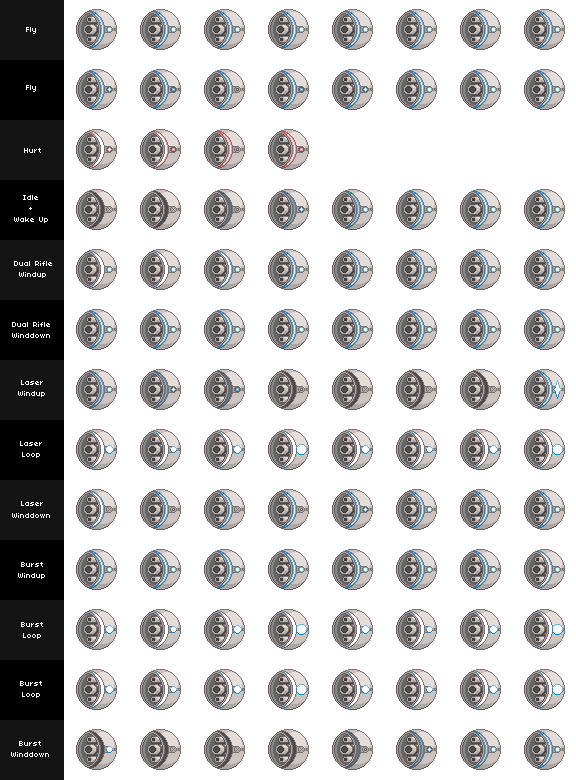 Fly
Fly
Hurt
Idle
+
Wake Up
Dual Rifle
Windup
Dual Rifle
Winddown
Laser
Windup
Laser
Loop
Laser
Winddown
Burst
Windup
Burst
Loop
Burst
Loop
Burst
Winddown